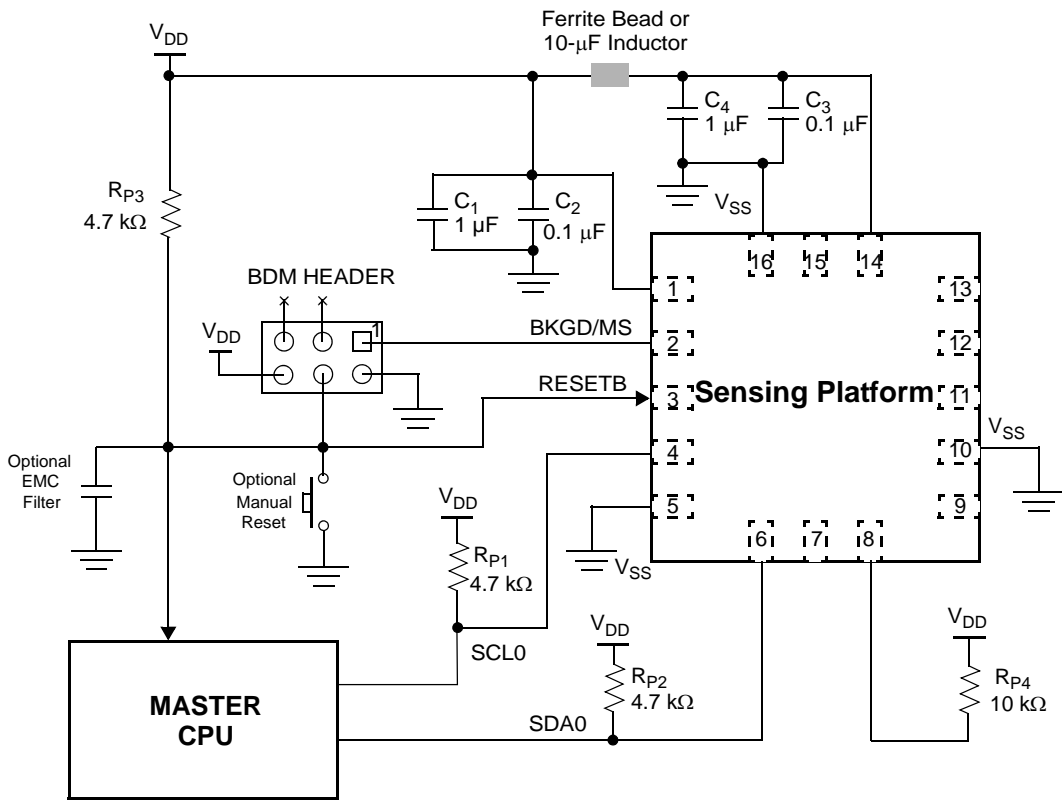 Ferrite Bead or
10-μF Inductor
VDD
C4
1 μF
C3
0.1 μF
RP3
4.7 kΩ
C1
1 μF
C2
0.1 μF
VSS
16
15
14
BDM HEADER
1
VDD
1
13
BKGD/MS
2
12
RESETB
3
Sensing Platform
11
VSS
4
10
Optional
EMC
Filter
Optional
Manual
Reset
VDD
5
9
VSS
6
7
8
RP1
4.7 kΩ
SCL0
VDD
VDD
RP2
4.7 kΩ
RP4
10 kΩ
MASTER
CPU
SDA0